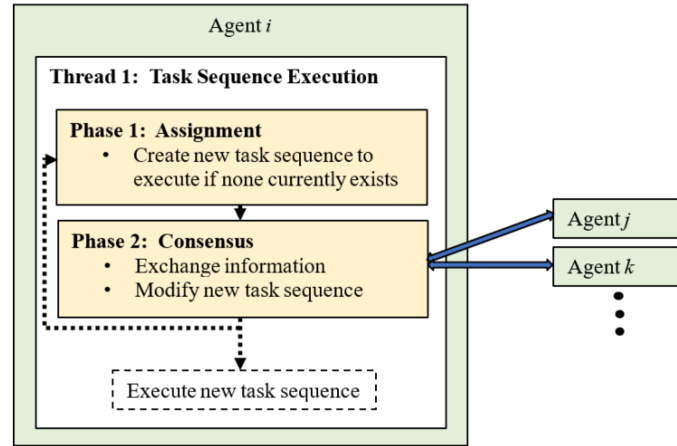 Agent i
Thread 1: Task Sequence Execution
Phase 1: Assignment
• Create new task sequence to
execute if none currently exists
Phase 2: Consensus
• Exchange information
• Modify new task sequence
Agent j
Agent k
Execute new task sequence